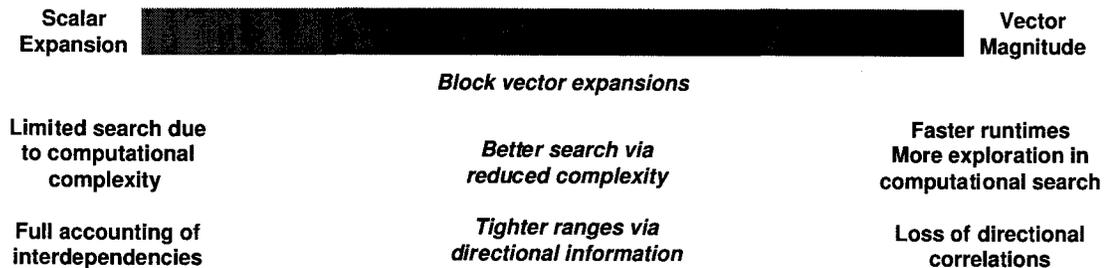 Scalar
Expansion
Vector
Magnitude
Block vector expansions
Limited search due
to computational
complexity
Better search via
reduced complexity
Faster runtimes
More exploration in
computational search
Full accounting of
interdependencies
Tighter ranges via
directional information
Loss of directional
correlations